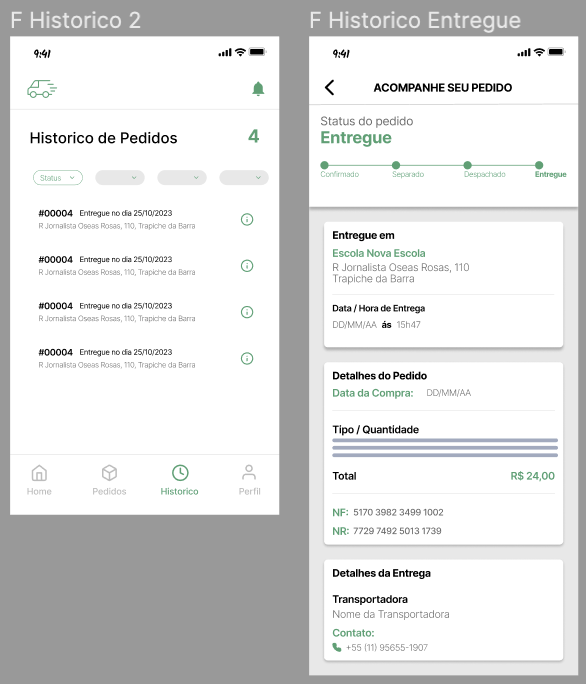 F Historico 2
9:41
Historico de Pedidos
4
Status
#00004 Entregue no dia 25/10/2023
R Jornalista Oseas Rosas, 110, Trapiche da Barra
#00004 Entregue no dia 25/10/2023
R Jornalista Oseas Rosas, 110, Trapiche da Barra
#00004 Entregue no dia 25/10/2023
R Jornalista Oseas Rosas, 110, Trapiche da Barra
#00004 Entregue no dia 25/10/2023
R Jornalista Oseas Rosas, 110, Trapiche da Barra
Home Pedidos Historico Perfil
F Historico Entregue
9:41
ACOMPANHE SEU PEDIDO
Status do pedido
Entregue
Confirmado Separado Despachado Entregue
Entregue em
Escola Nova Escola
R Jornalista Oseas Rosas, 110
Trapiche da Barra
Data / Hora de Entrega
DD/MM/AA ás 15h47
Detalhes do Pedido
Data da Compra: DD/MM/AA
Tipo / Quantidade
Total R$ 24,00
NF: 5170 3982 3499 1002
NR: 7729 7492 5013 1739
Detalhes da Entrega
Transportadora
Nome da Transportadora
Contato:
+55 (11) 95655-1907